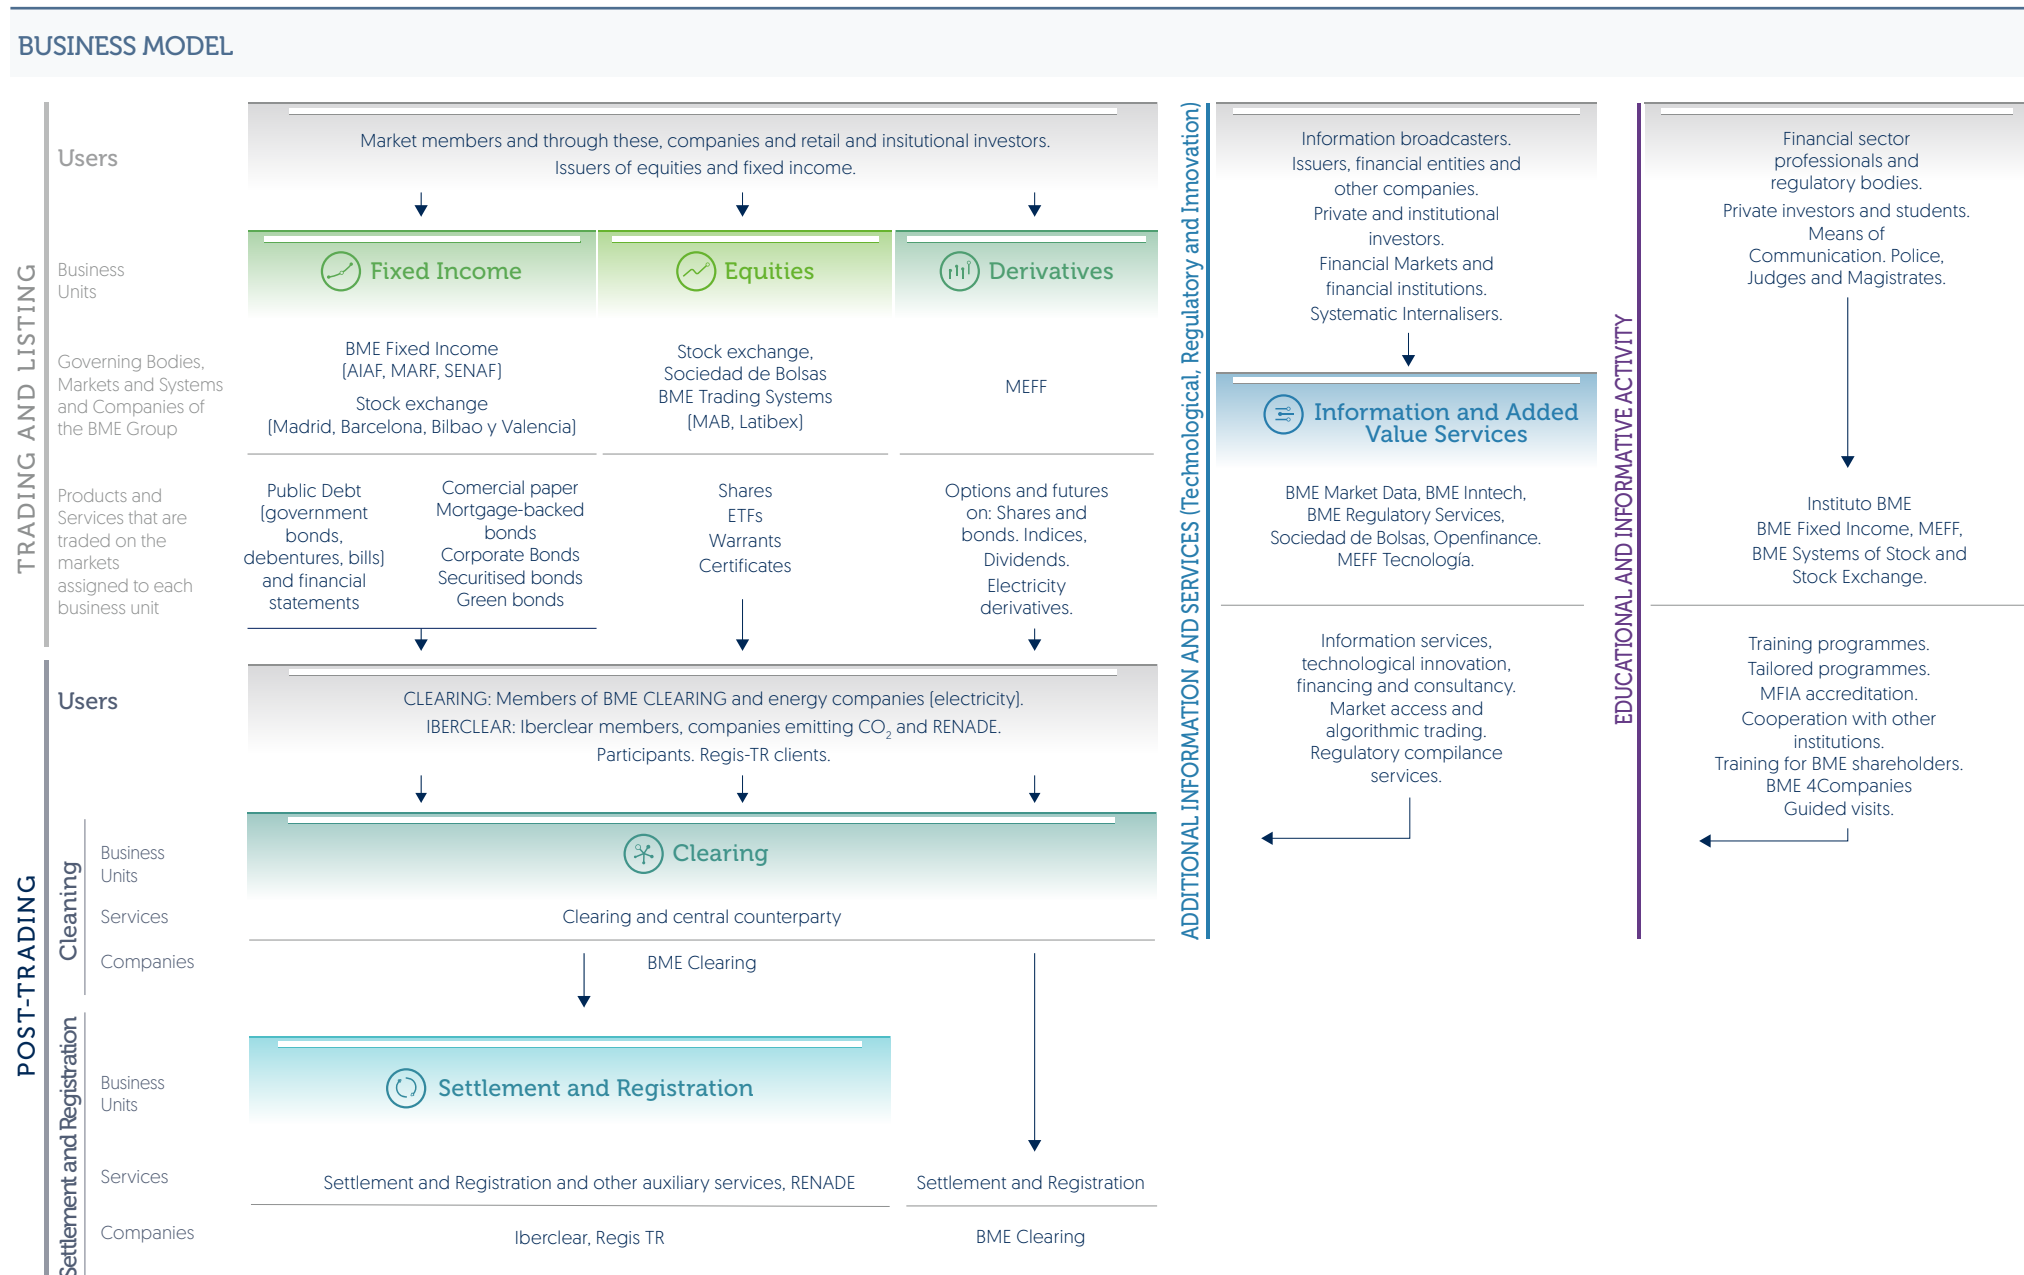 BUSINESS MODEL
TRADING AND LISTING
Users
Market members and through these, companies and retail and insitutional investors.
Issuers of equities and fixed income.
Business
Units
Fixed Income
Equities
Derivatives
Governing Bodies,
Markets and Systems
and Companies of
the BME Group
BME Fixed Income
(AIAF, MARF, SENAF)
Stock exchange
(Madrid, Barcelona, Bilbao y Valencia)
Stock exchange,
Sociedad de Bolsas
BME Trading Systems
(MAB, Latibex)
MEFF
Products and
Services that are
traded on the
markets
assigned to each
business unit
Public Debt
(government
bonds,
debentures, bills)
and financial
statements
Comercial paper
Mortgage-backed
bonds
Corporate Bonds
Securitised bonds
Green bonds
Shares
ETFs
Warrants
Certificates
Options and futures
on: Shares and
bonds. Indices,
Dividends.
Electricity
derivatives.
POST-TRADING
Users
CLEARING: Members of BME CLEARING and energy companies (electricity).
IBERCLEAR: Iberclear members, companies emitting CO2 and RENADE.
Participants. Regis-TR clients.
Cleaning
Business
Units
Clearing
Services
Clearing and central counterparty
Companies
BME Clearing
Settlement and Registration
Business
Units
Settlement and Registration
Services
Settlement and Registration and other auxiliary services, RENADE
Settlement and Registration
Companies
Iberclear, Regis TR
BME Clearing
ADDITIONAL INFORMATION AND SERVICES (Technological, Regulatory and Innovation)
Information broadcasters.
Issuers, financial entities and
other companies.
Private and institutional
investors.
Financial Markets and
financial institutions.
Systematic Internalisers.
Information and Added
Value Services
BME Market Data, BME Inntech,
BME Regulatory Services,
Sociedad de Bolsas, Openfinance.
MEFF Tecnología.
Information services,
technological innovation,
financing and consultancy.
Market access and
algorithmic trading.
Regulatory compilance
services.
EDUCATIONAL AND INFORMATIVE ACTIVITY
Financial sector
professionals and
regulatory bodies.
Private investors and students.
Means of
Communication. Police,
Judges and Magistrates.
Instituto BME
BME Fixed Income, MEFF,
BME Systems of Stock and
Stock Exchange.
Training programmes.
Tailored programmes.
MFIA accreditation.
Cooperation with other
institutions.
Training for BME shareholders.
BME 4Companies
Guided visits.